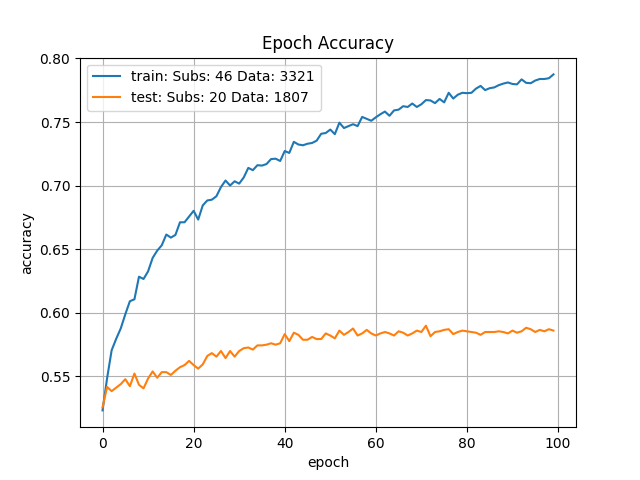 Epoch Accuracy
train: Subs: 46 Data: 3321
test: Subs: 20 Data: 1807
0.80
0.75
0.70
0.65
0.60
0.55
accuracy
0 20 40 60 80 100
epoch